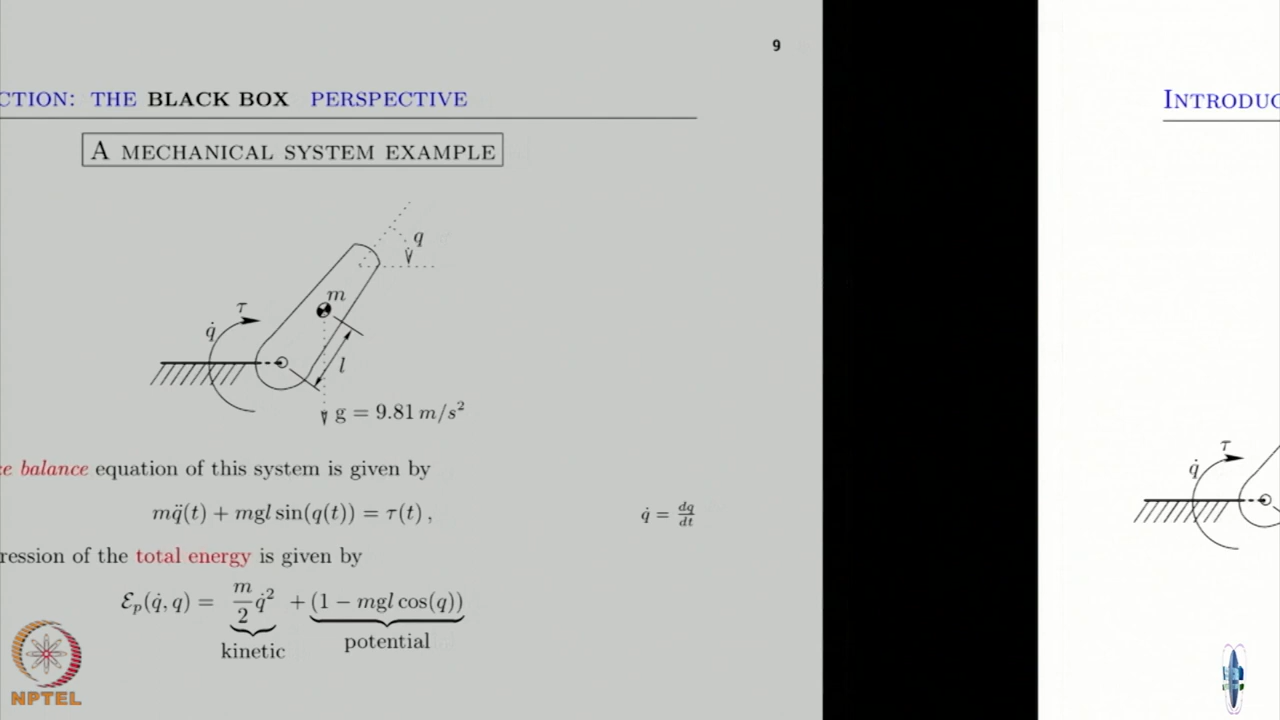 9
CTION: THE BLACK BOX PERSPECTIVE
INTRODUC
A MECHANICAL SYSTEM EXAMPLE
q
m
τ
q̇
l
g = 9.81 m/s²
τ
q̇
ce balance equation of this system is given by
mq̈(t) + mgl sin(q(t)) = τ(t) , q̇ = dq/dt
ression of the total energy is given by
ℰp(q̇, q) = m/2 q̇² + (1 − mgl cos(q))
kinetic potential
NPTEL